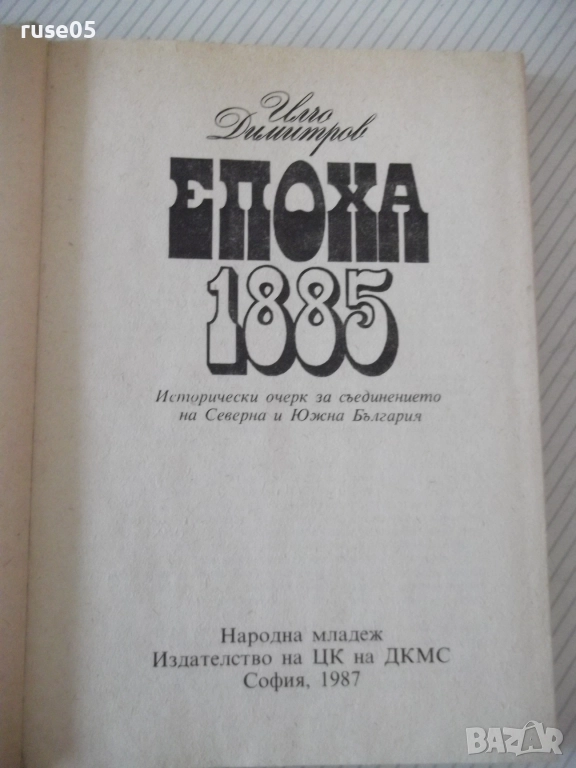 ruse05
Илчо
Димитров
ЕПОХА
1885
Исторически очерк за съединението
на Северна и Южна България
Народна младеж
Издателство на ЦК на ДКМС
София, 1987
BAZAR